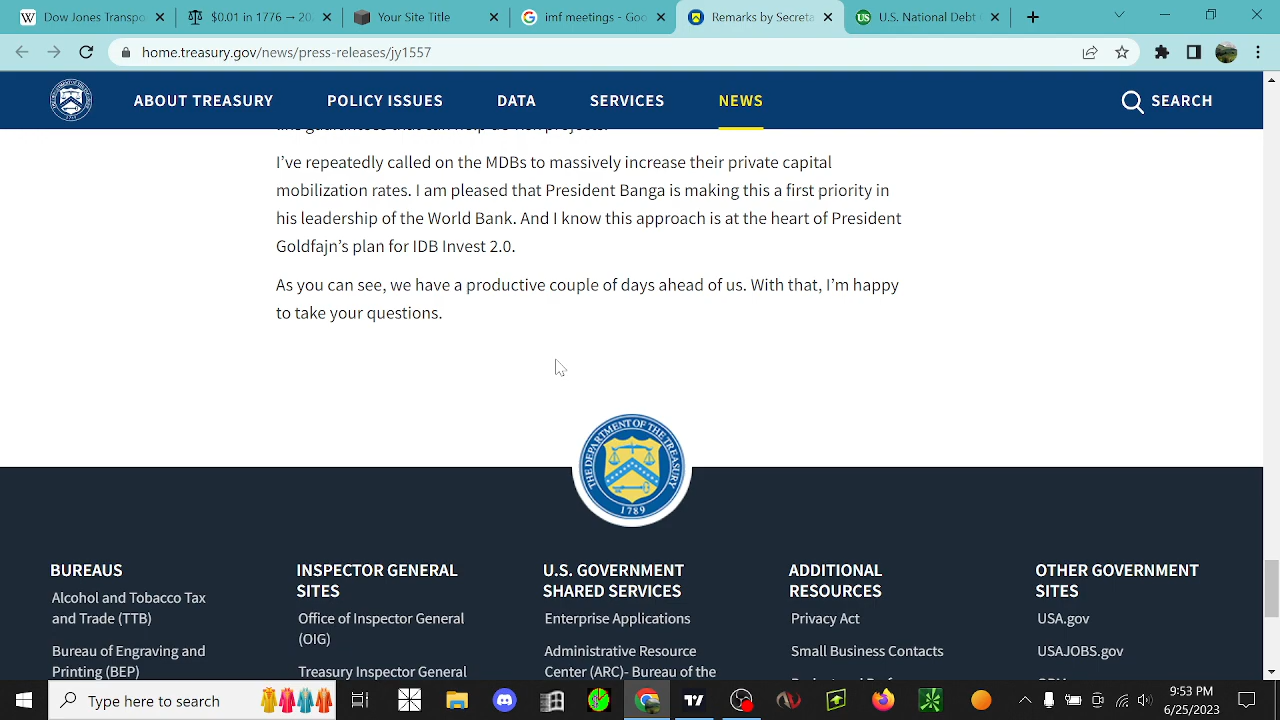 Dow Jones Transpo
$0.01 in 1776 → 20.
Your Site Title
imf meetings - Goo
Remarks by Secreta
US
U.S. National Debt
home.treasury.gov/news/press-releases/jy1557
ABOUT TREASURY
POLICY ISSUES
DATA
SERVICES
NEWS
SEARCH
I've repeatedly called on the MDBs to massively increase their private capital
mobilization rates. I am pleased that President Banga is making this a first priority in
his leadership of the World Bank. And I know this approach is at the heart of President
Goldfajn's plan for IDB Invest 2.0.
As you can see, we have a productive couple of days ahead of us. With that, I'm happy
to take your questions.
THE DEPARTMENT OF THE TREASURY
1789
BUREAUS
Alcohol and Tobacco Tax
and Trade (TTB)
Bureau of Engraving and
Printing (BEP)
INSPECTOR GENERAL
SITES
Office of Inspector General
(OIG)
Treasury Inspector General
U.S. GOVERNMENT
SHARED SERVICES
Enterprise Applications
Administrative Resource
Center (ARC)- Bureau of the
ADDITIONAL
RESOURCES
Privacy Act
Small Business Contacts
OTHER GOVERNMENT
SITES
USA.gov
USAJOBS.gov
Type here to search
9:53 PM
6/25/2023